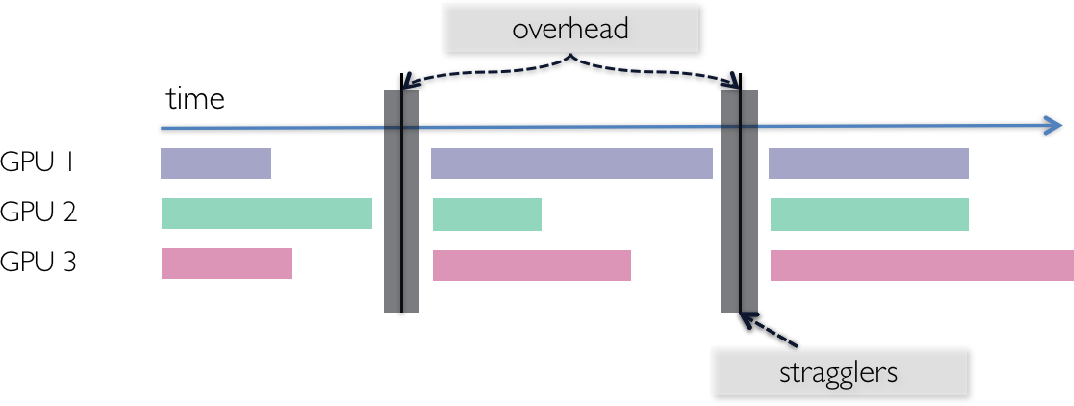 overhead
time
GPU 1
GPU 2
GPU 3
stragglers